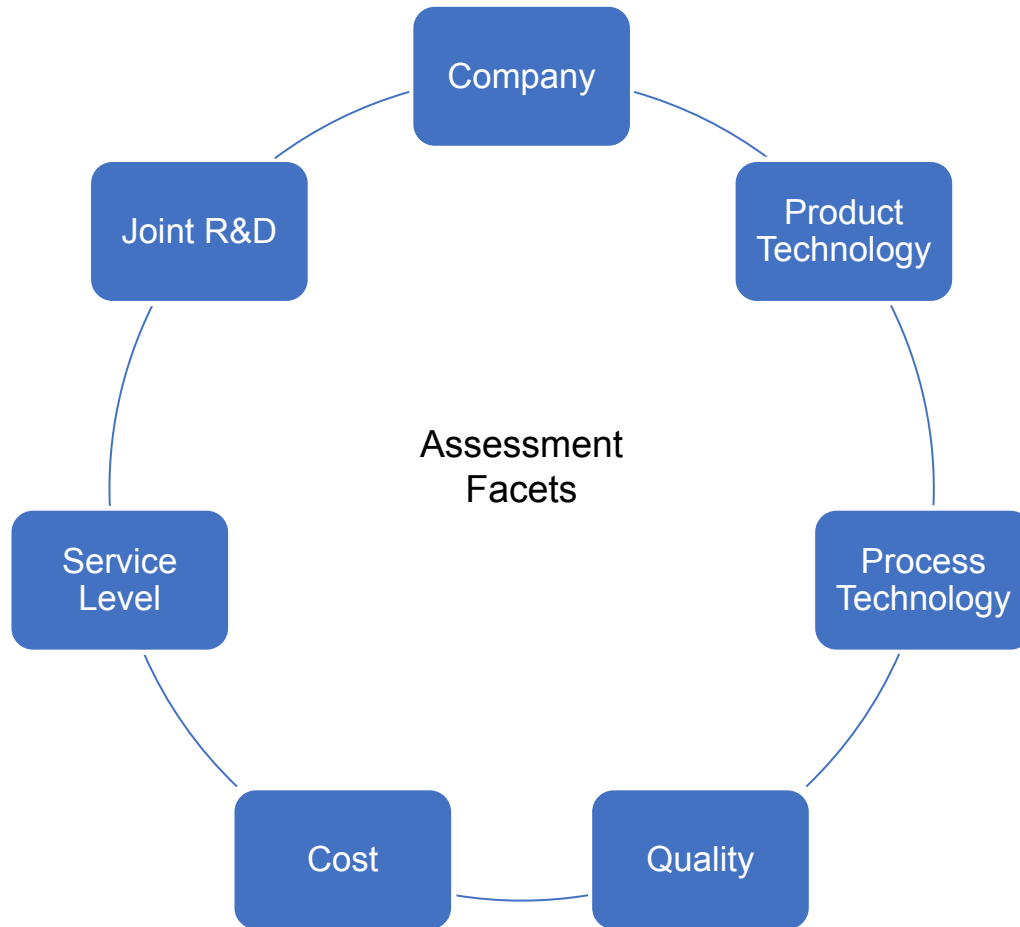 Company
Joint R&D
Product
Technology
Assessment
Facets
Service
Level
Process
Technology
Cost
Quality